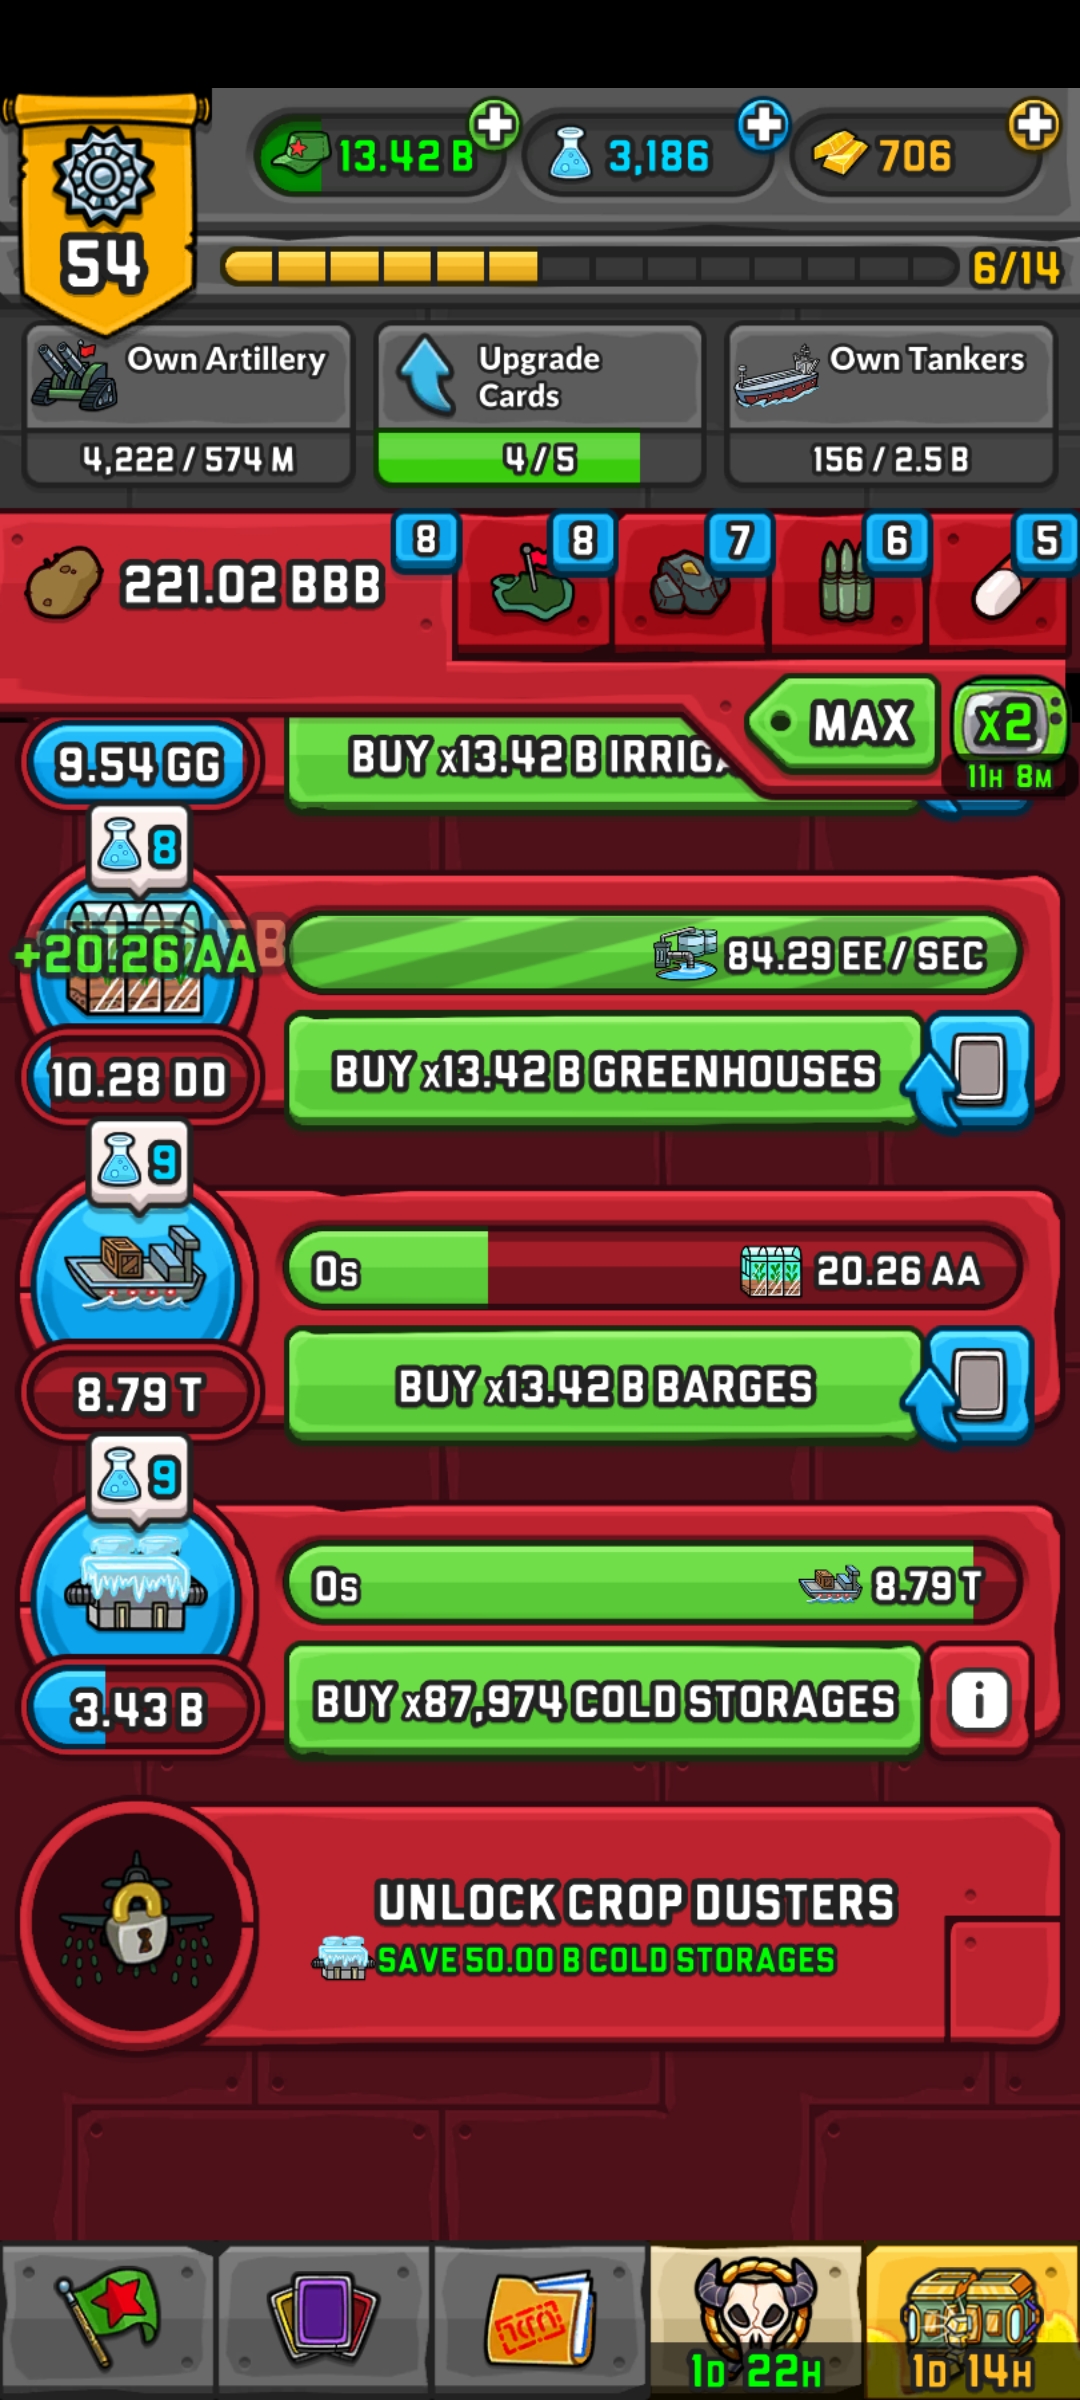 54
13.42 B
3,186
706
6/14
Own Artillery
4,222 / 574 M
Upgrade
Cards
4 / 5
Own Tankers
156 / 2.5 B
221.02 BBB
8
8
7
6
5
MAX
x2
11H 8M
9.54 GG
BUY x13.42 B IRRIGA
8
+20.26 AA
84.29 EE / SEC
10.28 DD
BUY x13.42 B GREENHOUSES
9
0s
20.26 AA
8.79 T
BUY x13.42 B BARGES
9
0s
8.79 T
3.43 B
BUY x87,974 COLD STORAGES
i
UNLOCK CROP DUSTERS
SAVE 50.00 B COLD STORAGES
1D 22H
1D 14H